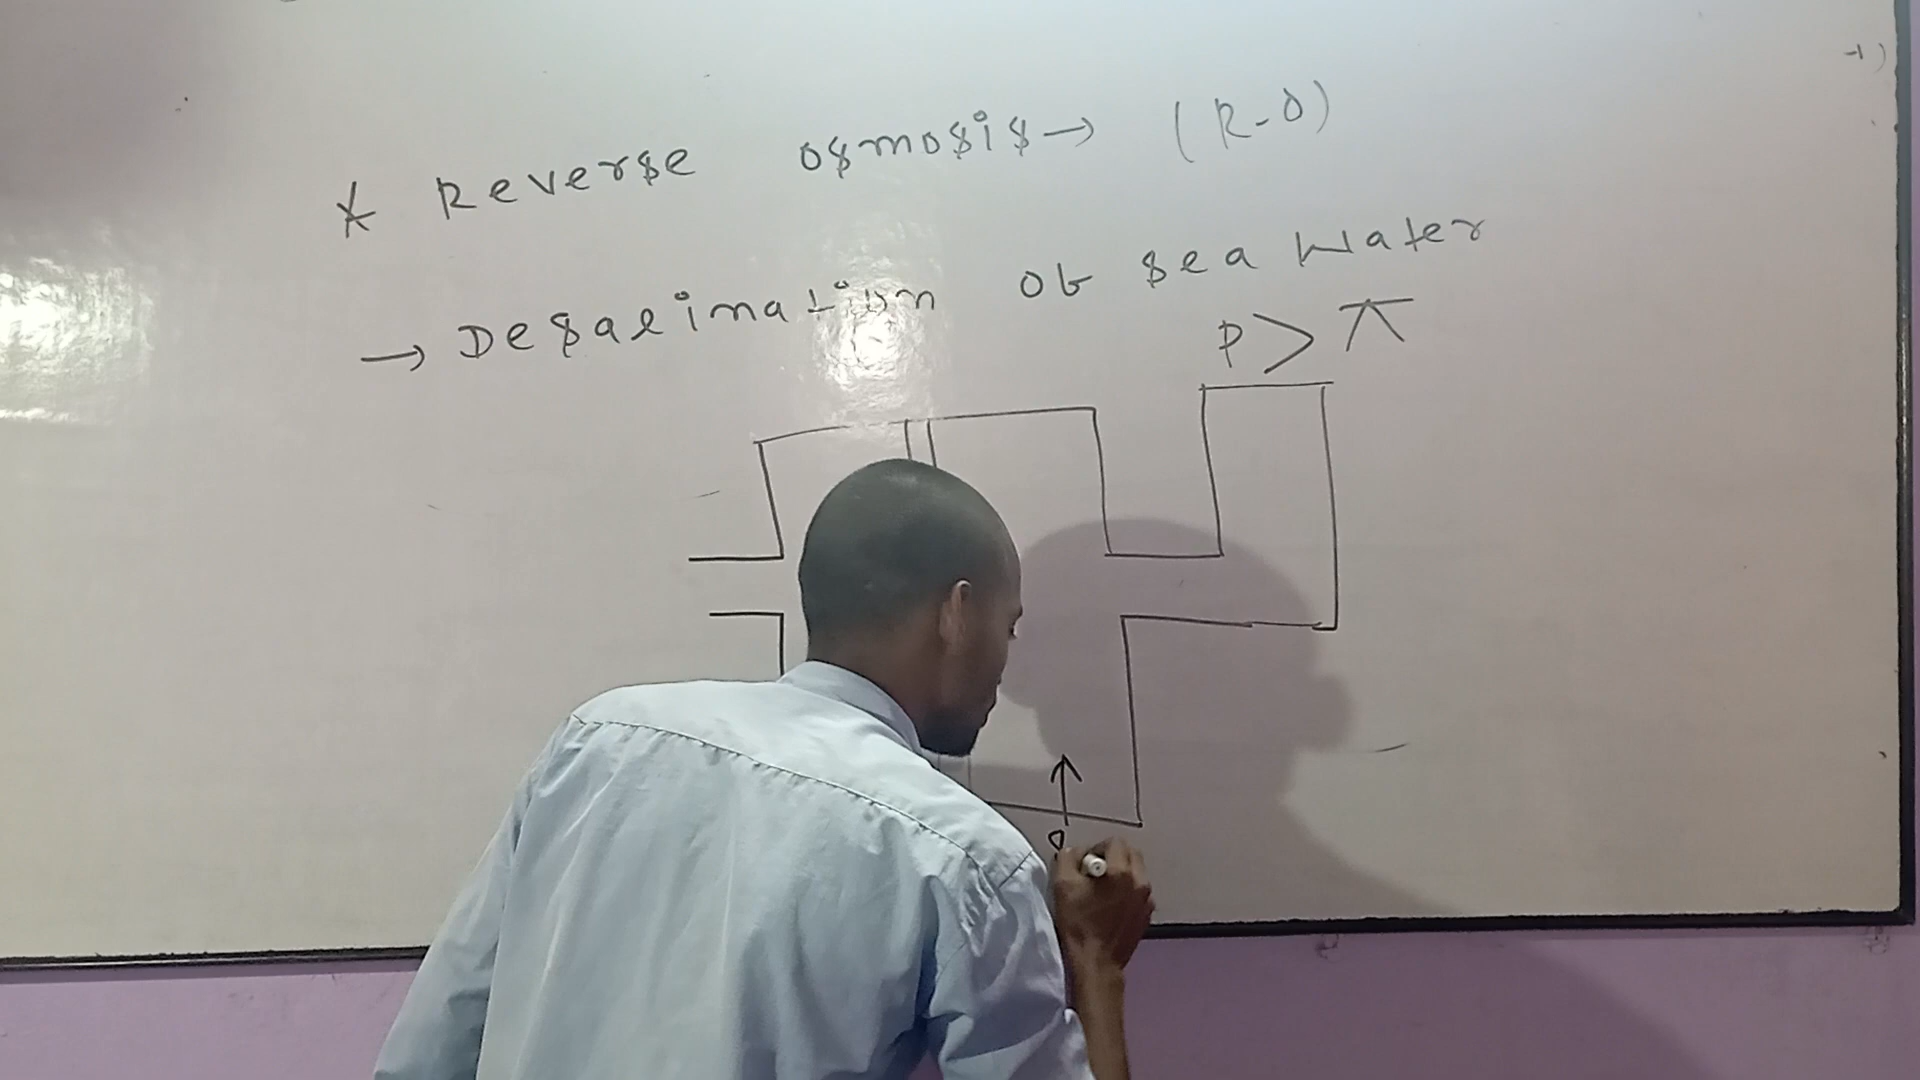 * Reverse osmosis → (R-O)
→ Desalination of sea water
P > π